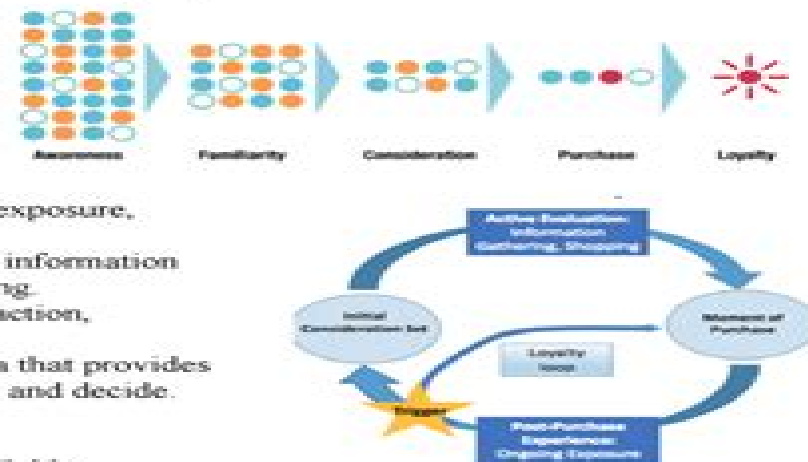 Awareness Familiarity Consideration Purchase Loyalty
exposure,
information
ng.
action,
a that provides
and decide.
Active Evaluation:
Information
Gathering, Shopping
Initial
Consideration Set
Moment of
Purchase
Loyalty
loop
Trigger
Post-Purchase
Experience:
Ongoing Exposure